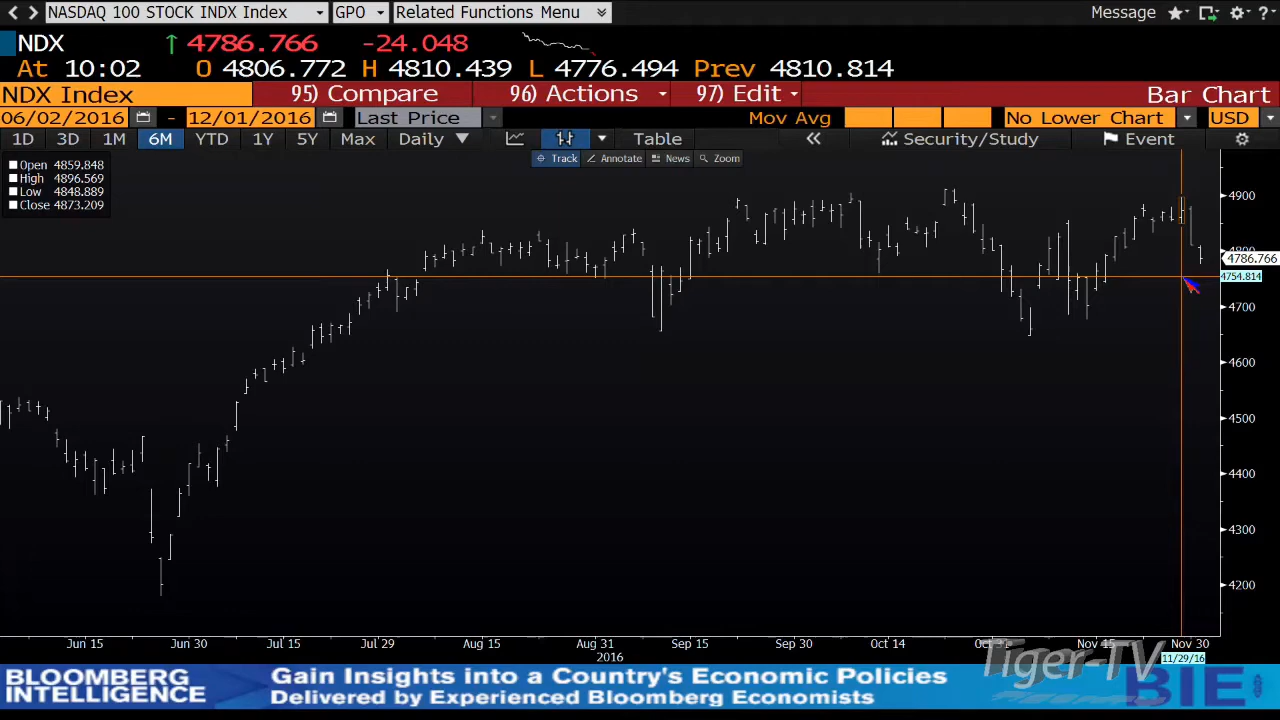 NASDAQ 100 STOCK INDX Index GPO Related Functions Menu Message ?
NDX 4786.766 -24.048
At 10:02 O 4806.772 H 4810.439 L 4776.494 Prev 4810.814
NDX Index 95) Compare 96) Actions 97) Edit Bar Chart
06/02/2016 - 12/01/2016 Last Price Mov Avg No Lower Chart USD
1D 3D 1M 6M YTD 1Y 5Y Max Daily Table Security/Study Event
Track Annotate News Zoom
Open 4859.848
High 4896.569
Low 4848.889
Close 4873.209
4900
4800
4786.766
4754.814
4700
4600
4500
4400
4300
4200
Jun 15 Jun 30 Jul 15 Jul 29 Aug 15 Aug 31 Sep 15 Sep 30 Oct 14 Oct 31 Nov 15 Nov 30
2016 11/29/16
Tiger-TV
BLOOMBERG
INTELLIGENCE
Gain Insights into a Country's Economic Policies
Delivered by Experienced Bloomberg Economists